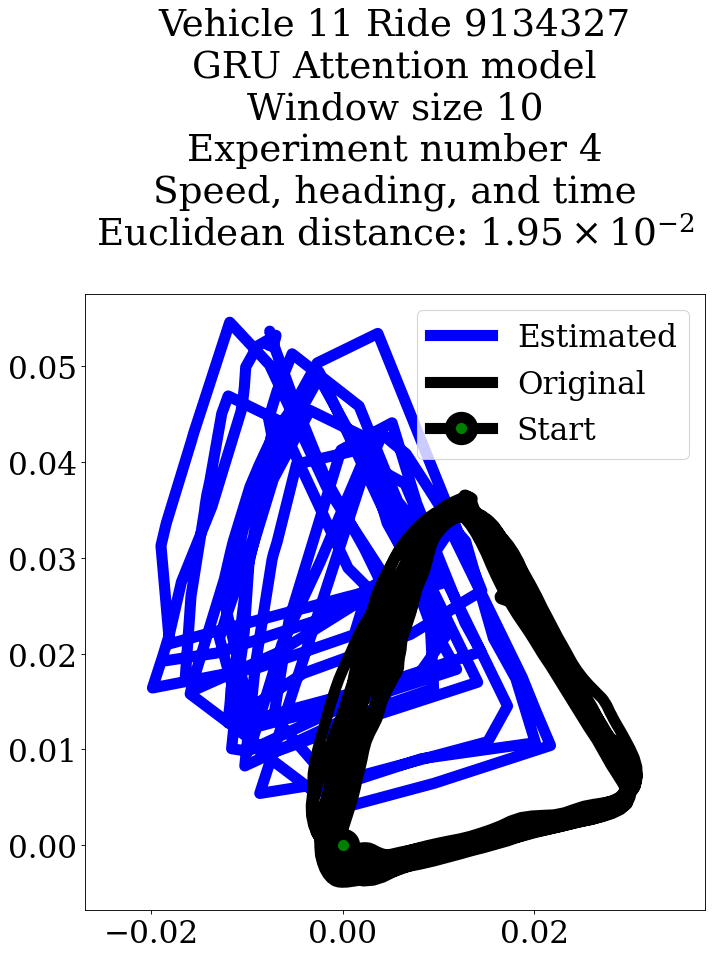 Vehicle 11 Ride 9134327
GRU Attention model
Window size 10
Experiment number 4
Speed, heading, and time
Euclidean distance: 1.95 × 10⁻²
Estimated
Original
Start
0.05
0.04
0.03
0.02
0.01
0.00
−0.02 0.00 0.02